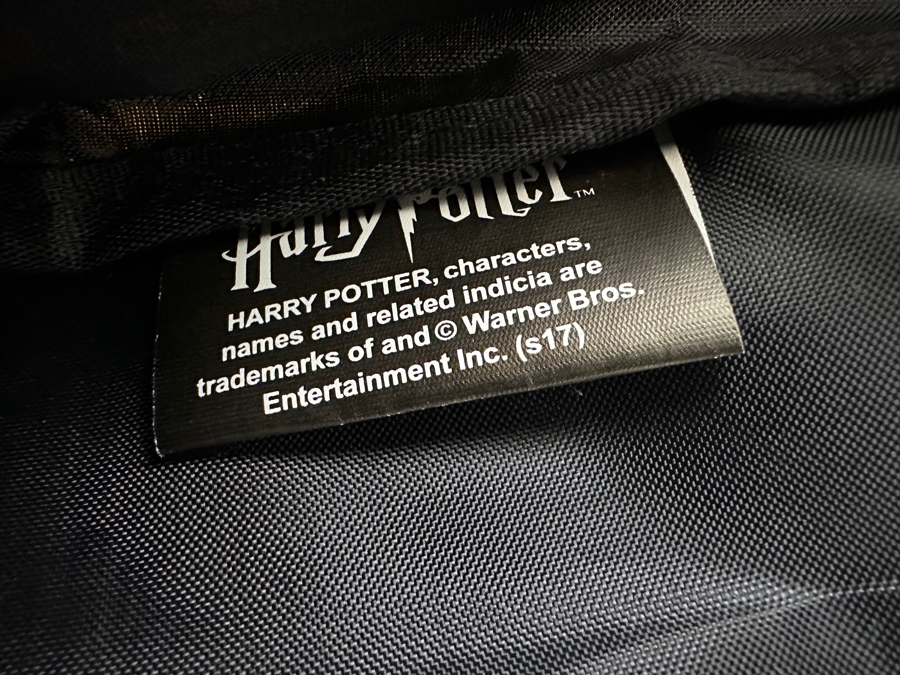 Harry Potter™
HARRY POTTER, characters,
names and related indicia are
trademarks of and © Warner Bros.
Entertainment Inc. (s17)